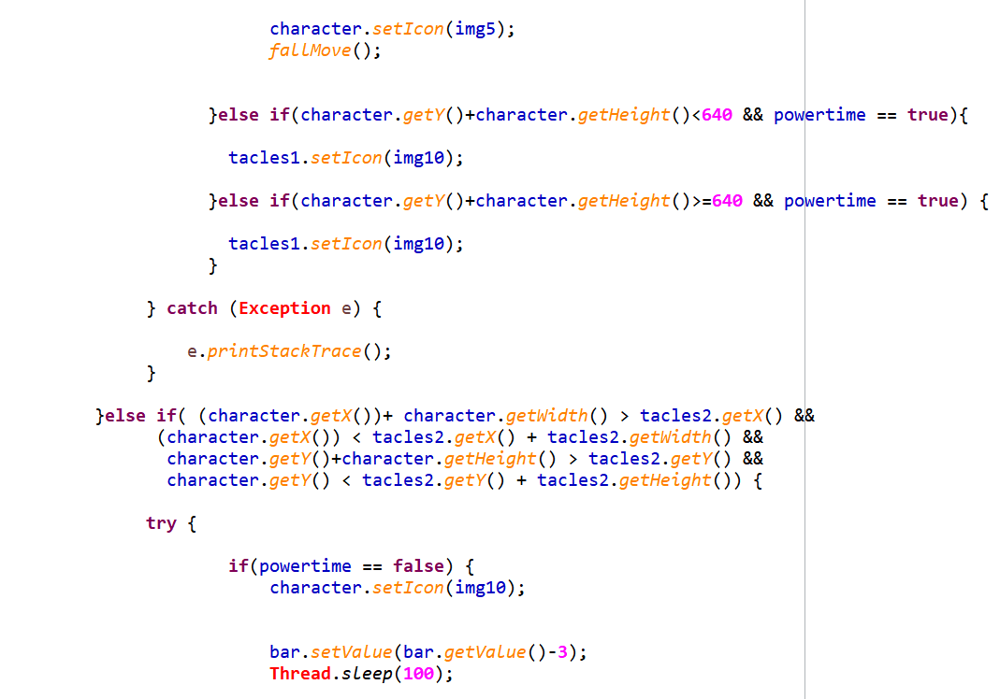 character.setIcon(img5);
fallMove();
}else if(character.getY()+character.getHeight()<640 && powertime == true){
tacles1.setIcon(img10);
}else if(character.getY()+character.getHeight()>=640 && powertime == true) {
tacles1.setIcon(img10);
}
} catch (Exception e) {
e.printStackTrace();
}
}else if( (character.getX())+ character.getWidth() > tacles2.getX() &&
(character.getX()) < tacles2.getX() + tacles2.getWidth() &&
character.getY()+character.getHeight() > tacles2.getY() &&
character.getY() < tacles2.getY() + tacles2.getHeight()) {
try {
if(powertime == false) {
character.setIcon(img10);
bar.setValue(bar.getValue()-3);
Thread.sleep(100);